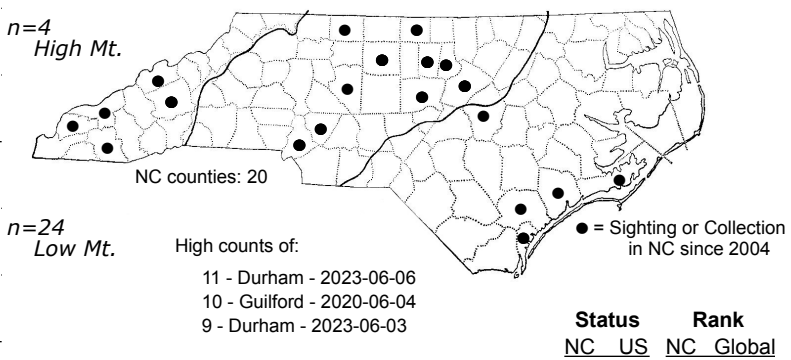 n=4
High Mt.
NC counties: 20
n=24
Low Mt.
High counts of:
11 - Durham - 2023-06-06
10 - Guilford - 2020-06-04
9 - Durham - 2023-06-03
● = Sighting or Collection
in NC since 2004
Status Rank
NC US NC Global